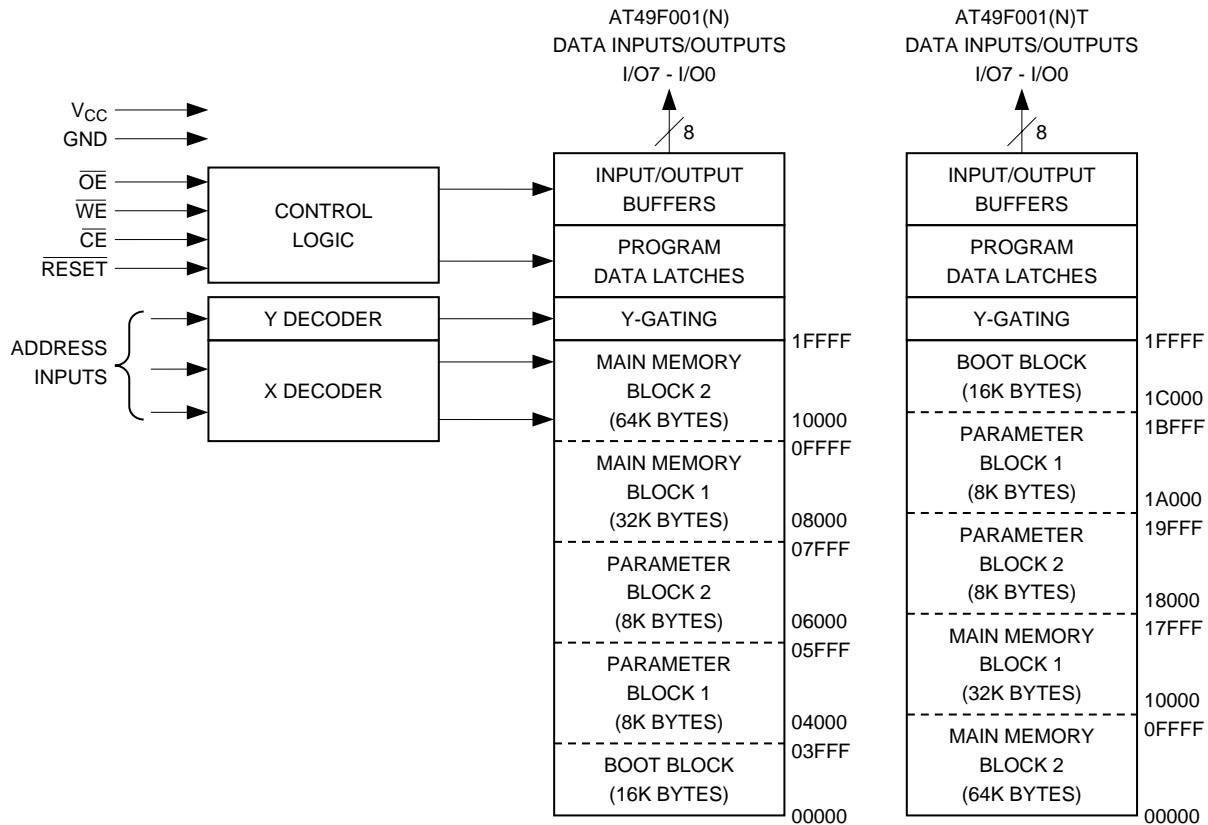 AT49F001(N)
DATA INPUTS/OUTPUTS
I/O7 - I/O0
8
AT49F001(N)T
DATA INPUTS/OUTPUTS
I/O7 - I/O0
8
VCC
GND
OE
WE
CE
RESET
ADDRESS
INPUTS
CONTROL
LOGIC
Y DECODER
X DECODER
INPUT/OUTPUT
BUFFERS
PROGRAM
DATA LATCHES
Y-GATING
1FFFF
MAIN MEMORY
BLOCK 2
(64K BYTES)
10000
0FFFF
MAIN MEMORY
BLOCK 1
(32K BYTES)
08000
07FFF
PARAMETER
BLOCK 2
(8K BYTES)
06000
05FFF
PARAMETER
BLOCK 1
(8K BYTES)
04000
03FFF
BOOT BLOCK
(16K BYTES)
00000
INPUT/OUTPUT
BUFFERS
PROGRAM
DATA LATCHES
Y-GATING
1FFFF
BOOT BLOCK
(16K BYTES)
1C000
1BFFF
PARAMETER
BLOCK 1
(8K BYTES)
1A000
19FFF
PARAMETER
BLOCK 2
(8K BYTES)
18000
17FFF
MAIN MEMORY
BLOCK 1
(32K BYTES)
10000
0FFFF
MAIN MEMORY
BLOCK 2
(64K BYTES)
00000